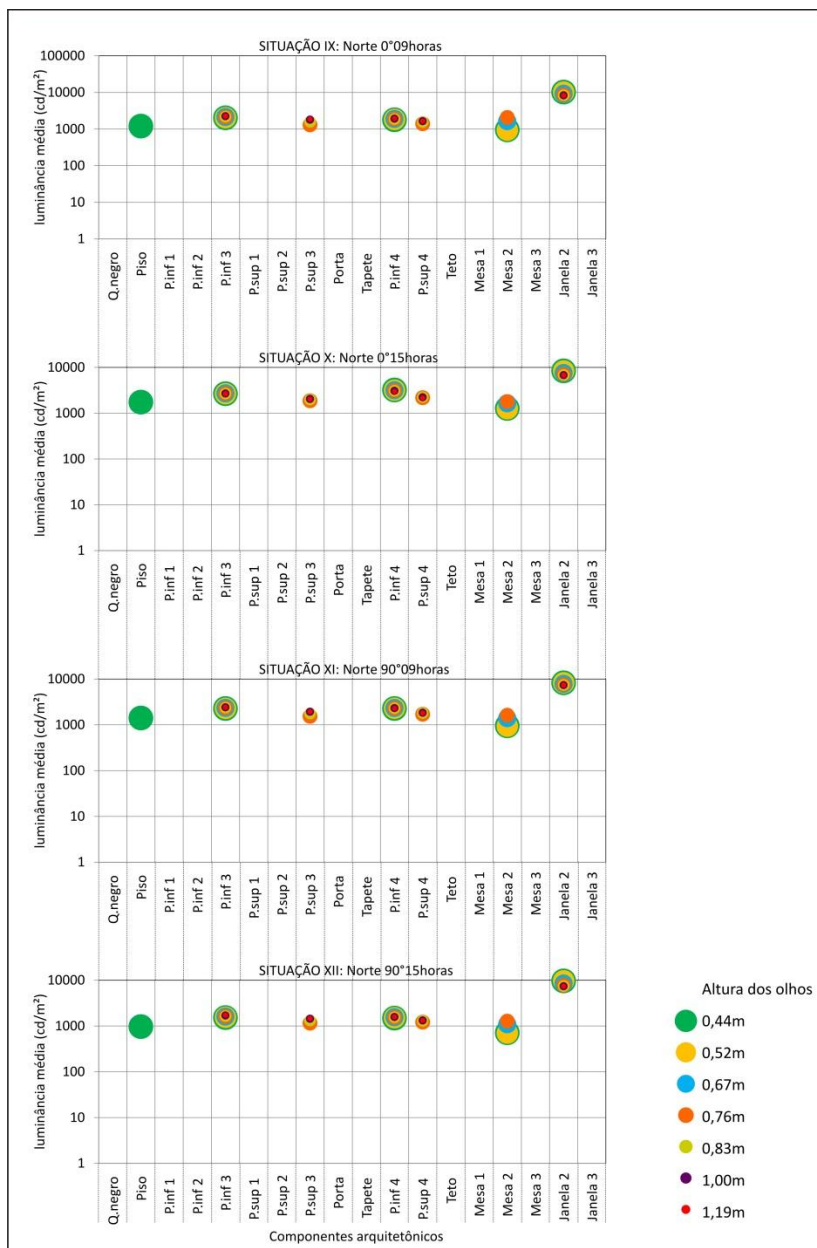 SITUAÇÃO IX: Norte 0°09horas
luminância média (cd/m²)
100000
10000
1000
100
10
1
Q.negro
Piso
P.inf 1
P.inf 2
P.inf 3
P.sup 1
P.sup 2
P.sup 3
Porta
Tapete
P.inf 4
P.sup 4
Teto
Mesa 1
Mesa 2
Mesa 3
Janela 2
Janela 3
SITUAÇÃO X: Norte 0°15horas
luminância média (cd/m²)
10000
1000
100
10
1
Q.negro
Piso
P.inf 1
P.inf 2
P.inf 3
P.sup 1
P.sup 2
P.sup 3
Porta
Tapete
P.inf 4
P.sup 4
Teto
Mesa 1
Mesa 2
Mesa 3
Janela 2
Janela 3
SITUAÇÃO XI: Norte 90°09horas
luminância média (cd/m²)
10000
1000
100
10
1
Q.negro
Piso
P.inf 1
P.inf 2
P.inf 3
P.sup 1
P.sup 2
P.sup 3
Porta
Tapete
P.inf 4
P.sup 4
Teto
Mesa 1
Mesa 2
Mesa 3
Janela 2
Janela 3
SITUAÇÃO XII: Norte 90°15horas
luminância média (cd/m²)
10000
1000
100
10
1
Q.negro
Piso
P.inf 1
P.inf 2
P.inf 3
P.sup 1
P.sup 2
P.sup 3
Porta
Tapete
P.inf 4
P.sup 4
Teto
Mesa 1
Mesa 2
Mesa 3
Janela 2
Janela 3
Componentes arquitetônicos
Altura dos olhos
0,44m
0,52m
0,67m
0,76m
0,83m
1,00m
1,19m